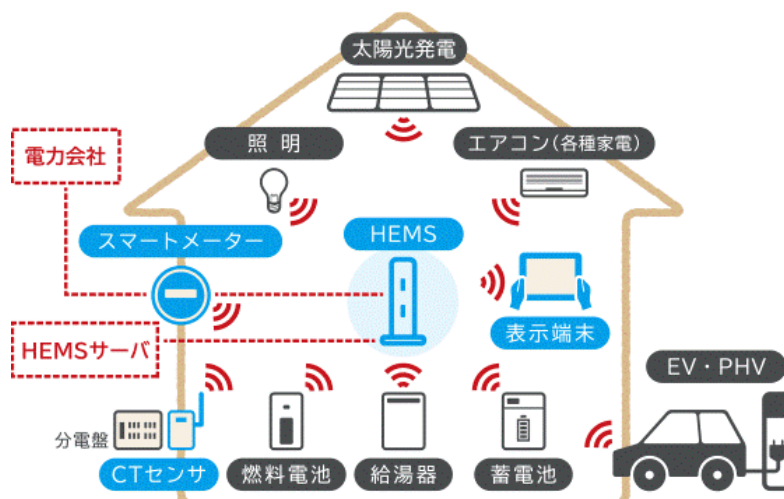 太陽光発電
照明
エアコン(各種家電)
電力会社
スマートメーター
HEMS
表示端末
HEMSサーバ
EV・PHV
分電盤
CTセンサ
燃料電池
給湯器
蓄電池